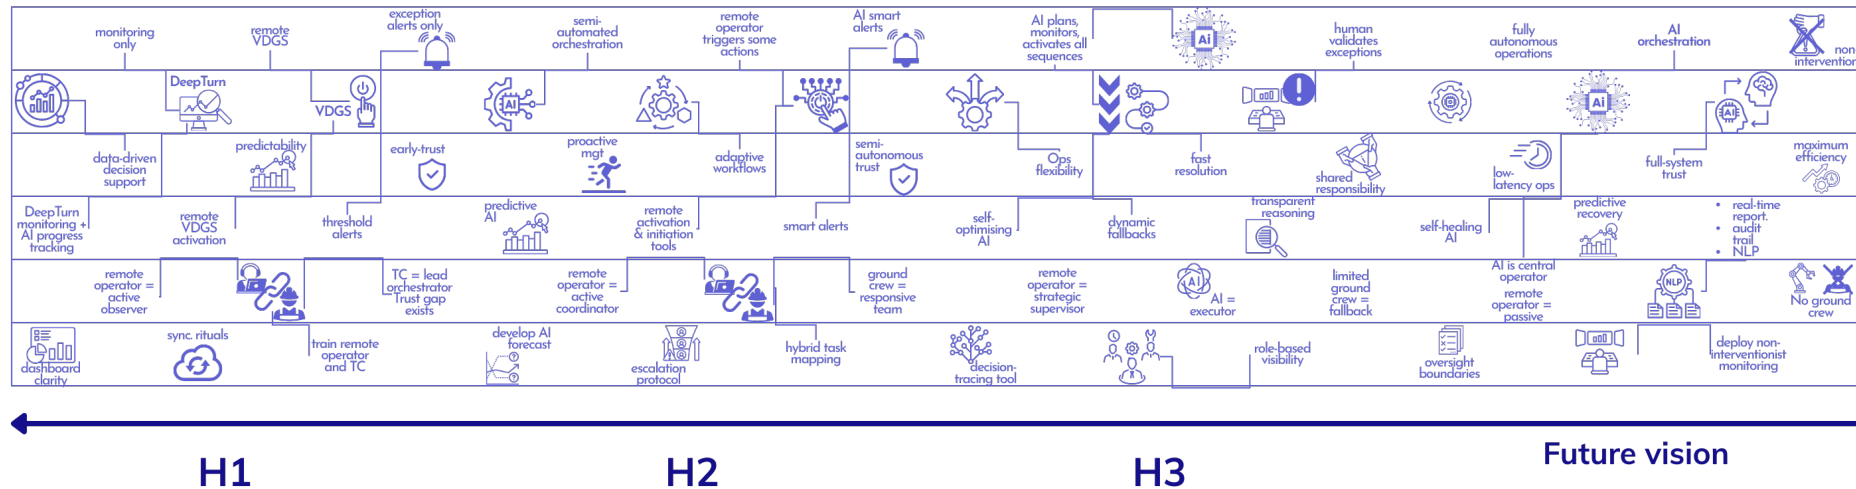 monitoring
only
remote
VDGS
exception
alerts only
semi-
automated
orchestration
remote
operator
triggers some
actions
AI smart
alerts
AI plans,
monitors,
activates all
sequences
Ai
human
validates
exceptions
fully
autonomous
operations
AI
orchestration
non-
intervention
DeepTurn
VDGS
AI
Ai
AI
data-driven
decision
support
predictability
early-trust
proactive
mgt
adaptive
workflows
semi-
autonomous
trust
Ops
flexibility
fast
resolution
shared
responsibility
low-
latency ops
full-system
trust
maximum
efficiency
DeepTurn
monitoring +
AI progress
tracking
remote
VDGS
activation
threshold
alerts
predictive
AI
remote
activation
& initiation
tools
smart alerts
self-
optimising
AI
dynamic
fallbacks
transparent
reasoning
self-healing
AI
predictive
recovery
• real-time
report.
• audit
trail
• NLP
remote
operator =
active
observer
TC = lead
orchestrator
Trust gap
exists
remote
operator =
active
coordinator
ground
crew =
responsive
team
remote
operator =
strategic
supervisor
AI
AI =
executor
limited
ground
crew =
fallback
AI is central
operator
remote
operator =
passive
NLP
No ground
crew
dashboard
clarity
sync. rituals
train remote
operator
and TC
develop AI
forecast
escalation
protocol
hybrid task
mapping
decision-
tracing tool
role-based
visibility
oversight
boundaries
deploy non-
interventionist
monitoring
H1
H2
H3
Future vision